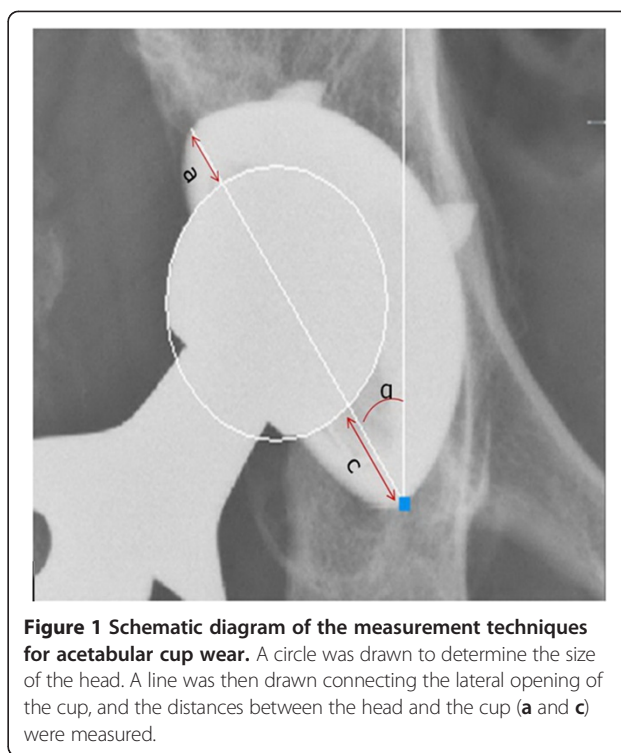 a
a
c
Figure 1 Schematic diagram of the measurement techniques
for acetabular cup wear. A circle was drawn to determine the size
of the head. A line was then drawn connecting the lateral opening of
the cup, and the distances between the head and the cup (a and c)
were measured.